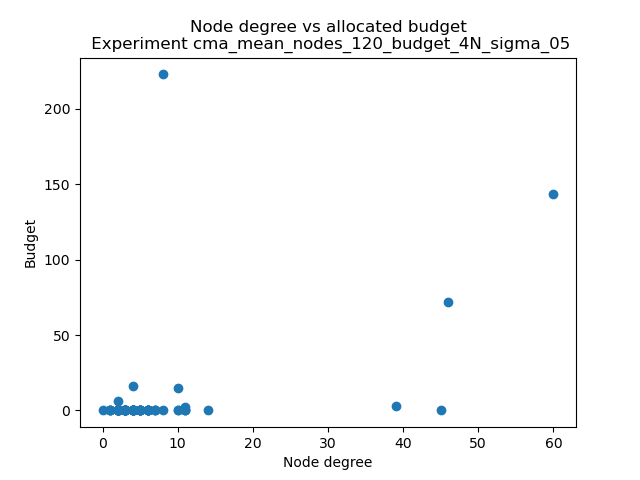 Node degree vs allocated budget
Experiment cma_mean_nodes_120_budget_4N_sigma_05
200
150
100
50
0
Budget
0 10 20 30 40 50 60
Node degree